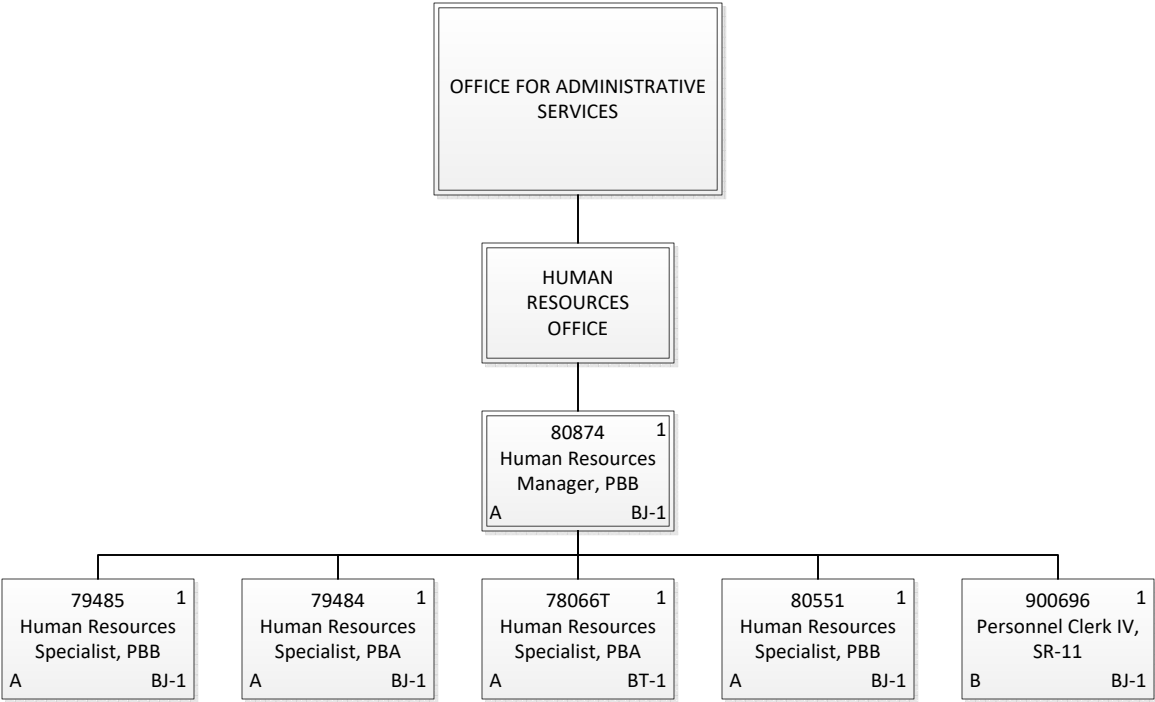 OFFICE FOR ADMINISTRATIVE
SERVICES
HUMAN
RESOURCES
OFFICE
80874 1
Human Resources
Manager, PBB
A BJ-1
79485 1
Human Resources
Specialist, PBB
A BJ-1
79484 1
Human Resources
Specialist, PBA
A BJ-1
78066T 1
Human Resources
Specialist, PBA
A BT-1
80551 1
Human Resources
Specialist, PBB
A BJ-1
900696 1
Personnel Clerk IV,
SR-11
B BJ-1